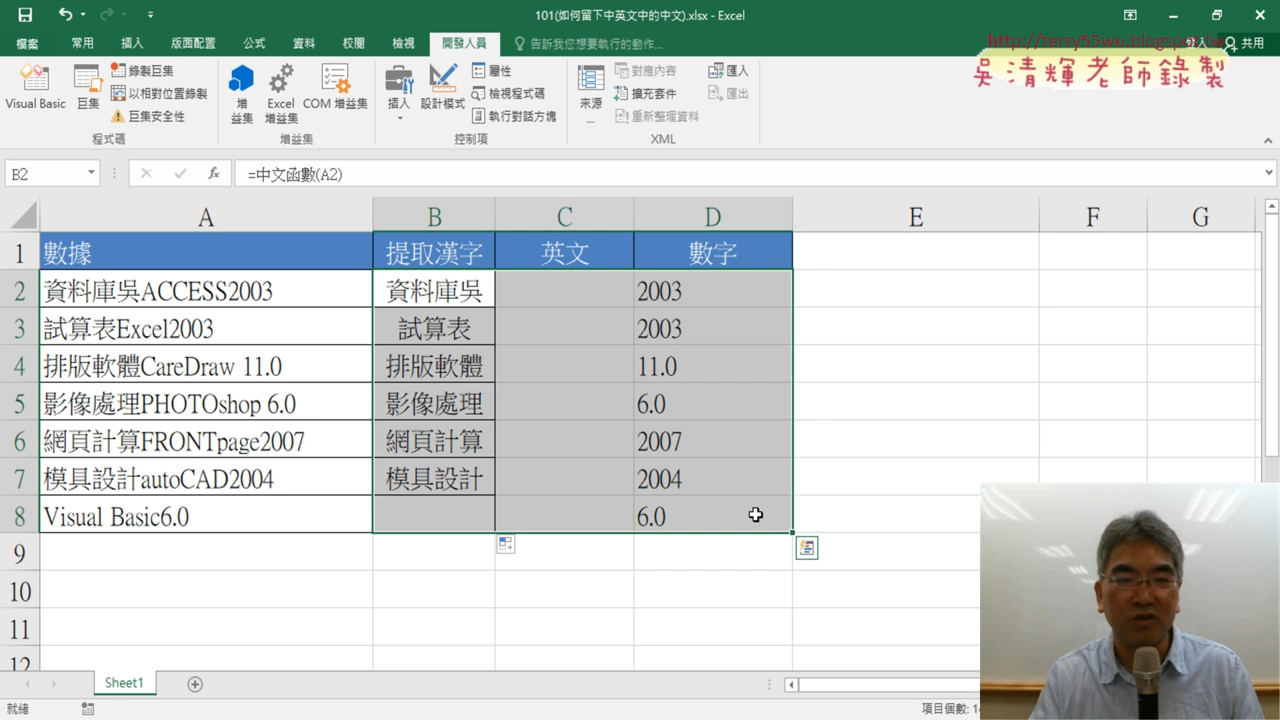 101(如何留下中英文中的中文).xlsx - Excel
檔案 常用 插入 版面配置 公式 資料 校閱 檢視 開發人員 告訴我您想要執行的動作... 共用
http://terry55wu.blogspot.tw
吳清輝老師錄製
Visual Basic 巨集 錄製巨集 以相對位置錄製 巨集安全性
增益集 Excel 增益集 COM 增益集
插入 設計模式 屬性 檢視程式碼 執行對話方塊
來源... 對應內容 擴充套件 重新整理資料 匯入 匯出
程式碼 增益集 控制項 XML
B2 fx =中文函數(A2)
A B C D E F G
1 數據 提取漢字 英文 數字
2 資料庫吳ACCESS2003 資料庫吳 2003
3 試算表Excel2003 試算表 2003
4 排版軟體CareDraw 11.0 排版軟體 11.0
5 影像處理PHOTOshop 6.0 影像處理 6.0
6 網頁計算FRONTpage2007 網頁計算 2007
7 模具設計autoCAD2004 模具設計 2004
8 Visual Basic6.0 6.0
9
10
11
12
Sheet1
就緒 項目個數: